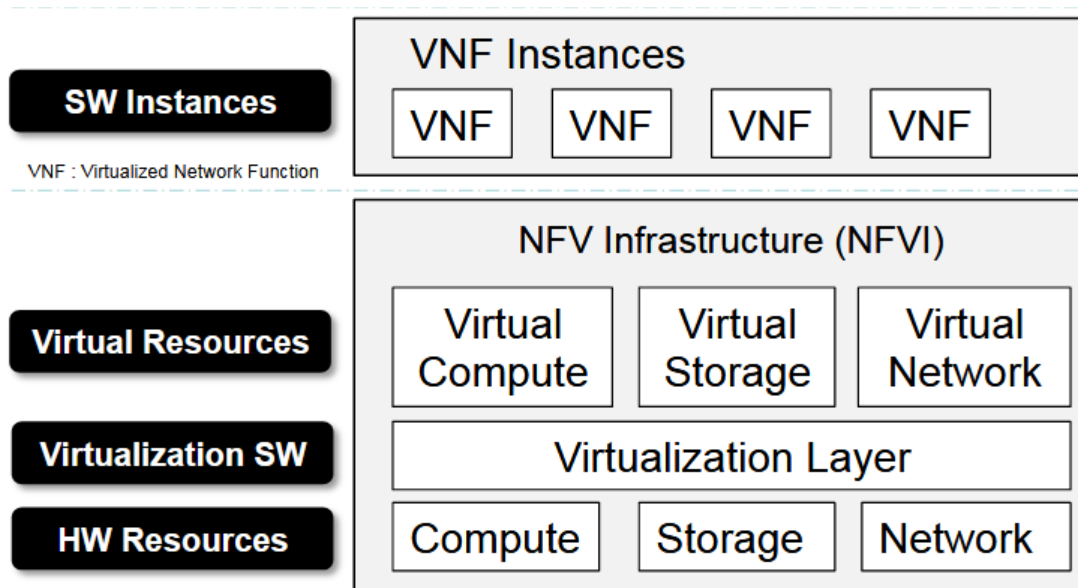 VNF Instances
SW Instances
VNF VNF VNF VNF
VNF : Virtualized Network Function
NFV Infrastructure (NFVI)
Virtual Resources
Virtual Compute
Virtual Storage
Virtual Network
Virtualization SW
Virtualization Layer
HW Resources
Compute Storage Network